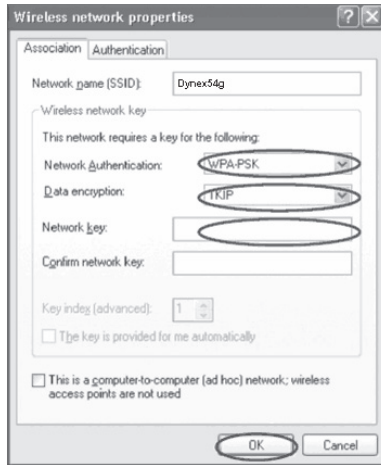 Wireless network properties
Association Authentication
Network name (SSID): Dynex54g
Wireless network key
This network requires a key for the following:
Network Authentication: WPA-PSK
Data encryption: TKIP
Network key:
Confirm network key:
Key index (advanced): 1
The key is provided for me automatically
This is a computer-to-computer (ad hoc) network; wireless
access points are not used
OK Cancel